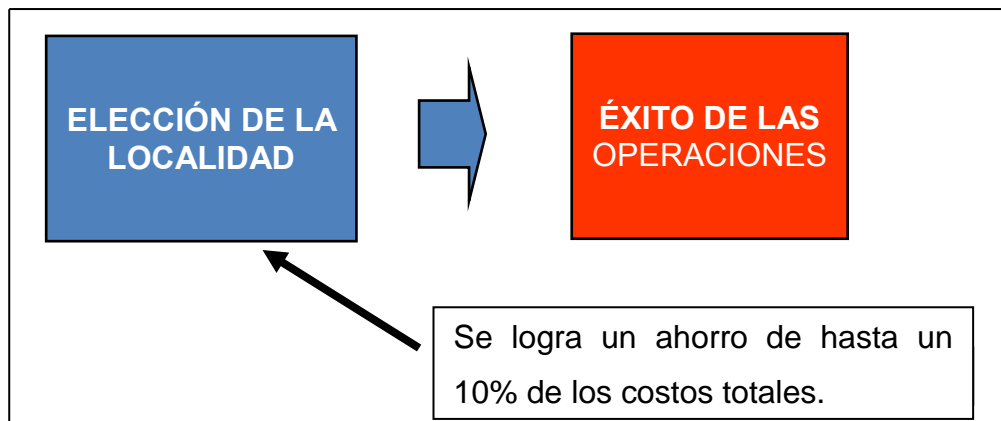 ELECCIÓN DE LA
LOCALIDAD
ÉXITO DE LAS
OPERACIONES
Se logra un ahorro de hasta un
10% de los costos totales.